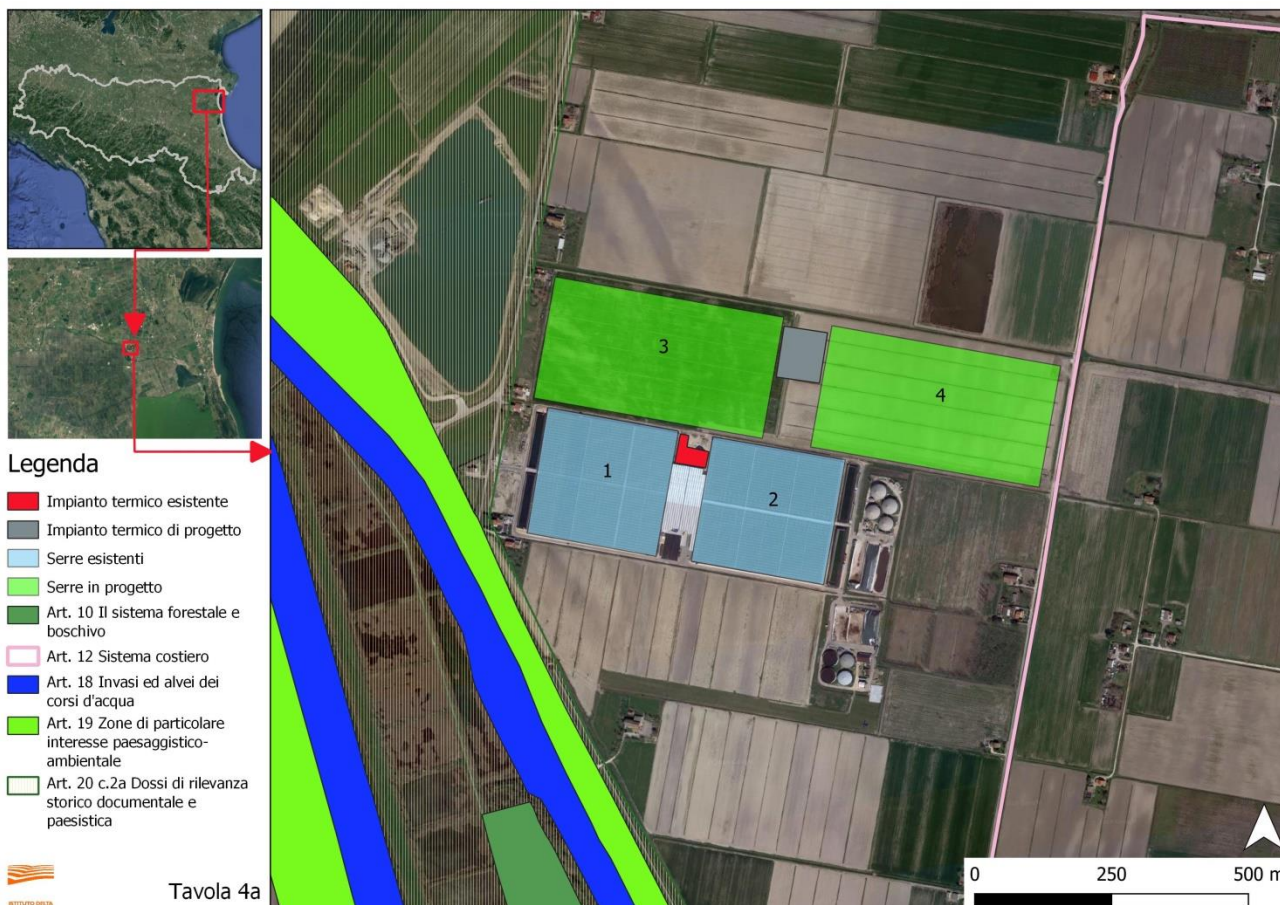 Legenda
Impianto termico esistente
Impianto termico di progetto
Serre esistenti
Serre in progetto
Art. 10 Il sistema forestale e
boschivo
Art. 12 Sistema costiero
Art. 18 Invasi ed alvei dei
corsi d'acqua
Art. 19 Zone di particolare
interesse paesaggistico-
ambientale
Art. 20 c.2a Dossi di rilevanza
storico documentale e
paesistica
ISTITUTO DELTA
Tavola 4a
3
4
1
2
0 250 500 m